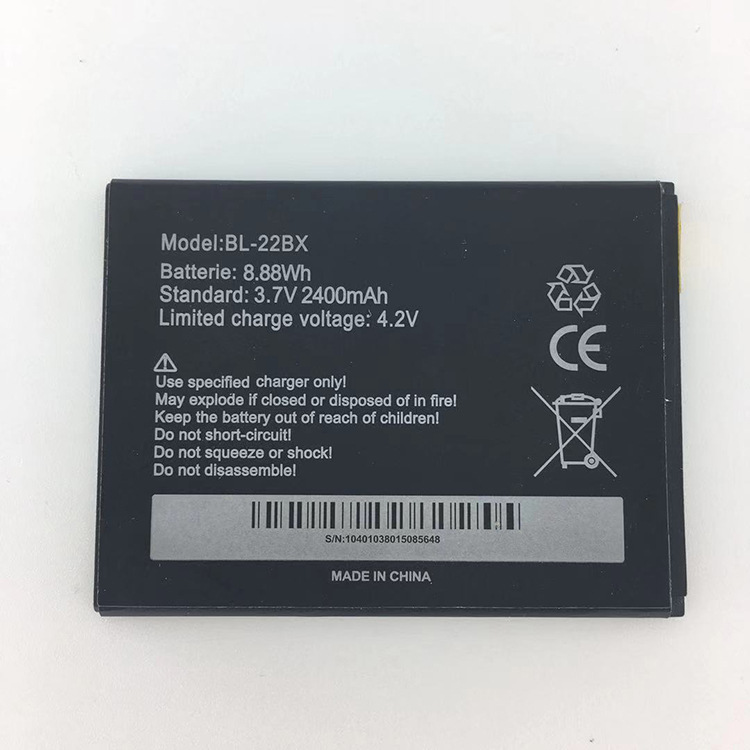 Model:BL-22BX
Batterie: 8.88Wh
Standard: 3.7V 2400mAh
Limited charge voltage: 4.2V
Use specified charger only!
May explode if closed or disposed of in fire!
Keep the battery out of reach of children!
Do not short-circuit!
Do not squeeze or shock!
Do not disassemble!
CE
S/N:10401038015085648
MADE IN CHINA